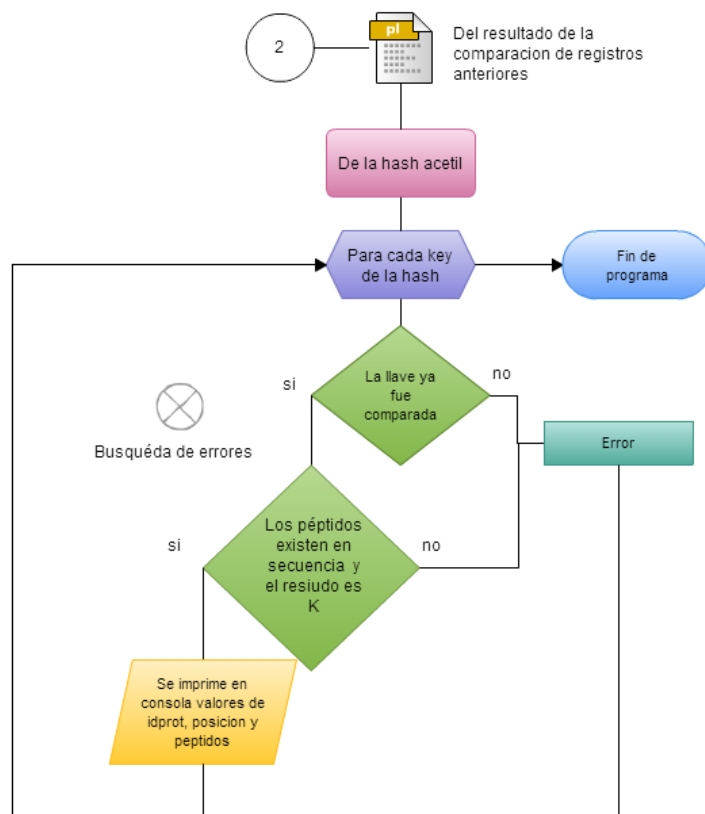 2
pl
Del resultado de la
comparacion de registros
anteriores
De la hash acetil
Para cada key
de la hash
Fin de
programa
La llave ya
fue
comparada
si
no
Busquéda de errores
Error
Los péptidos
existen en
secuencia y
el resiudo es
K
si
no
Se imprime en
consola valores de
idprot, posicion y
peptidos